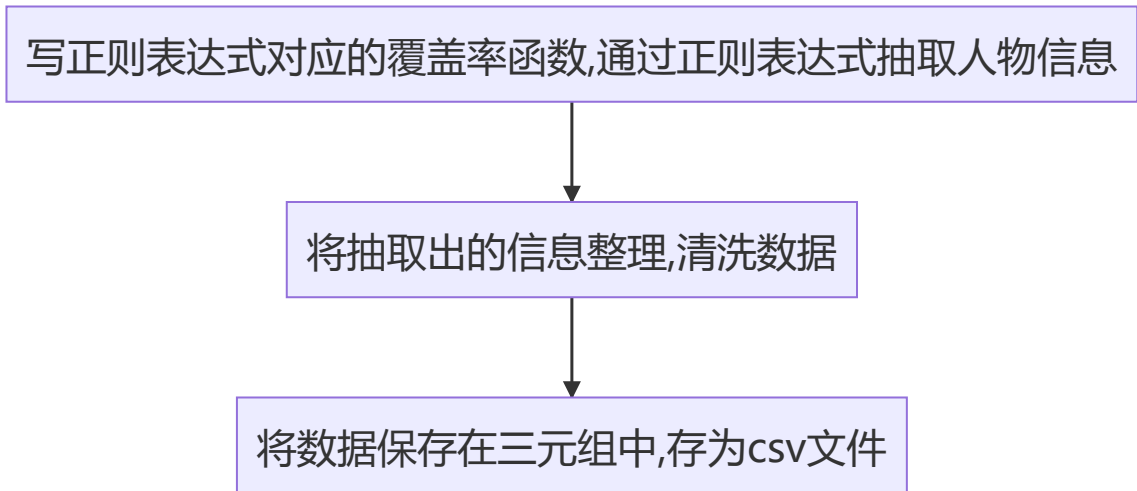 写正则表达式对应的覆盖率函数,通过正则表达式抽取人物信息
将抽取出的信息整理,清洗数据
将数据保存在三元组中,存为csv文件